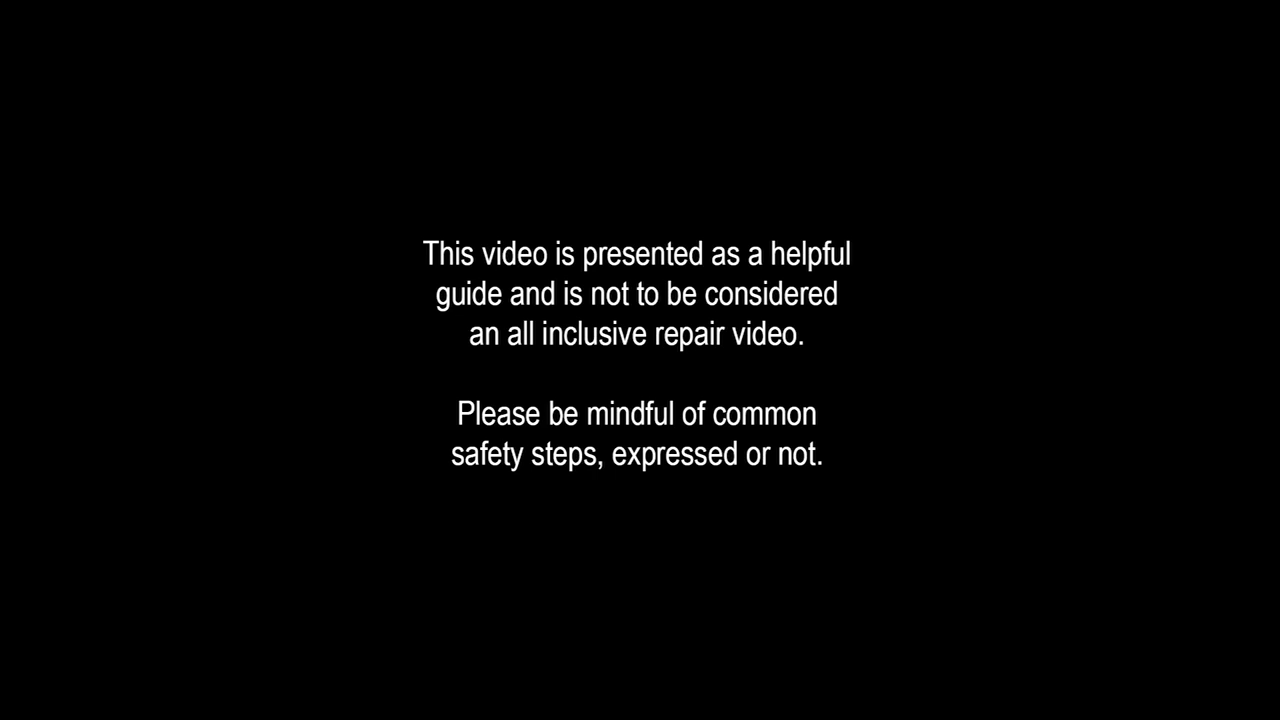 This video is presented as a helpful
guide and is not to be considered
an all inclusive repair video.
Please be mindful of common
safety steps, expressed or not.